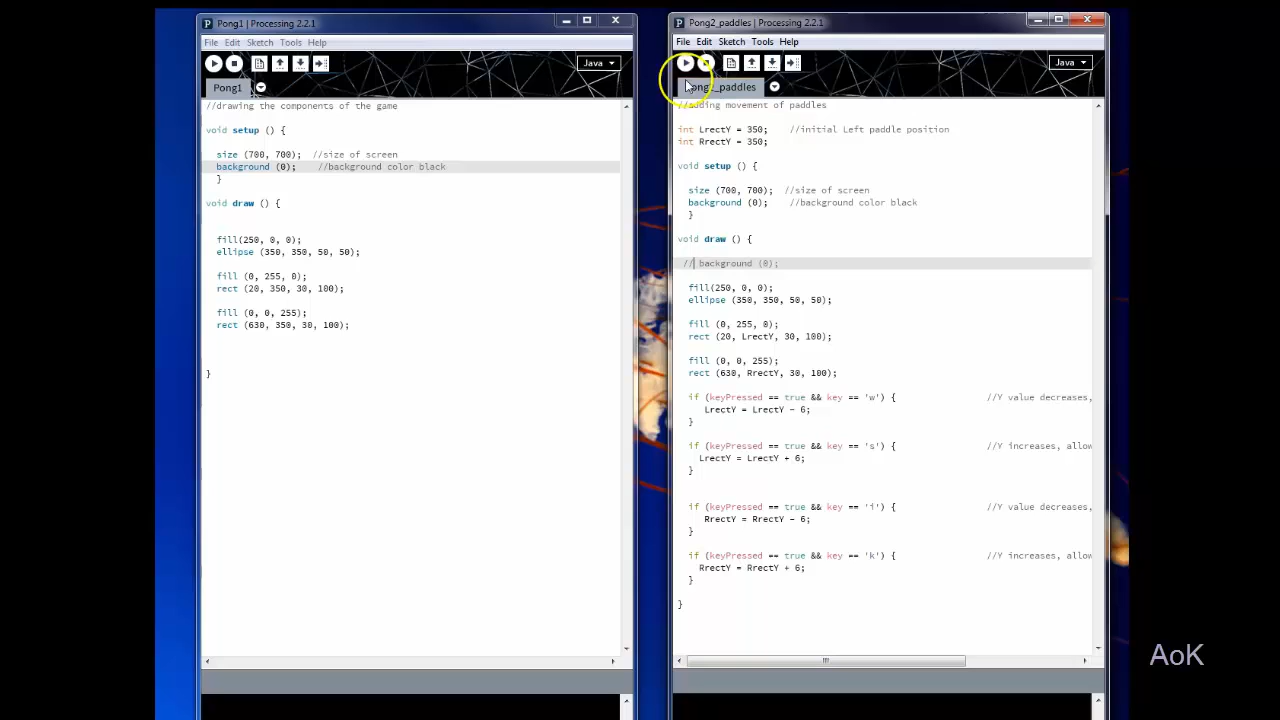 Pong1 | Processing 2.2.1
File Edit Sketch Tools Help
Java
Pong1
//drawing the components of the game
void setup () {
size (700, 700); //size of screen
background (0); //background color black
}
void draw () {
fill(250, 0, 0);
ellipse (350, 350, 50, 50);
fill (0, 255, 0);
rect (20, 350, 30, 100);
fill (0, 0, 255);
rect (630, 350, 30, 100);
}
Pong2_paddles | Processing 2.2.1
File Edit Sketch Tools Help
Java
Pong2_paddles
//adding movement of paddles
int LrectY = 350; //initial Left paddle position
int RrectY = 350;
void setup () {
size (700, 700); //size of screen
background (0); //background color black
}
void draw () {
// background (0);
fill(250, 0, 0);
ellipse (350, 350, 50, 50);
fill (0, 255, 0);
rect (20, LrectY, 30, 100);
fill (0, 0, 255);
rect (630, RrectY, 30, 100);
if (keyPressed == true && key == 'w') { //Y value decreases,
LrectY = LrectY - 6;
}
if (keyPressed == true && key == 's') { //Y increases, allow
LrectY = LrectY + 6;
}
if (keyPressed == true && key == 'i') { //Y value decreases,
RrectY = RrectY - 6;
}
if (keyPressed == true && key == 'k') { //Y increases, allow
RrectY = RrectY + 6;
}
}
AoK